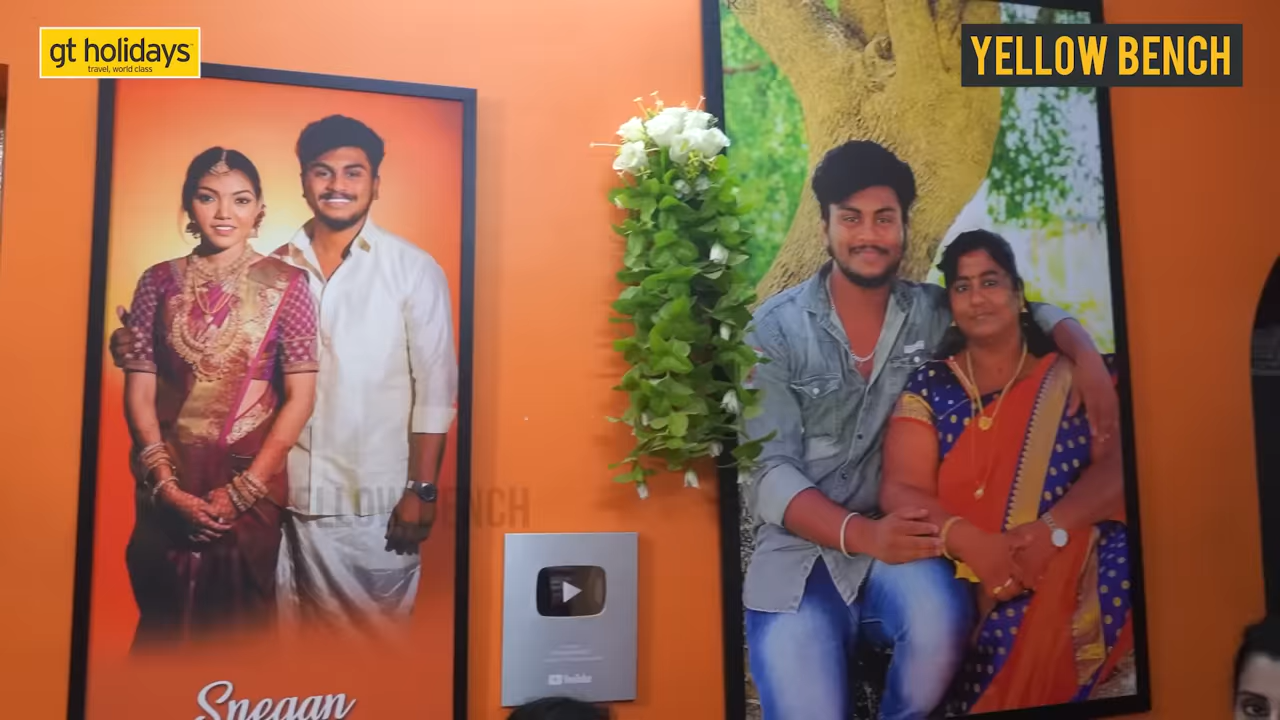 gt holidays
travel, world class
YELLOW BENCH
YELLOW BENCH
YouTube
Snegan